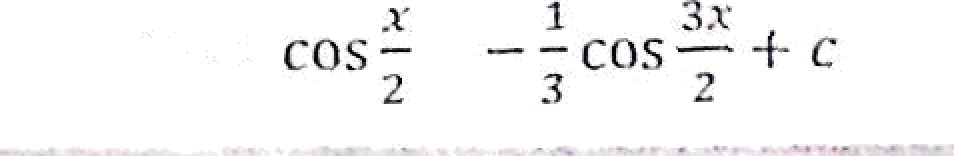 cos x/2 − 1/3 cos 3x/2 + c